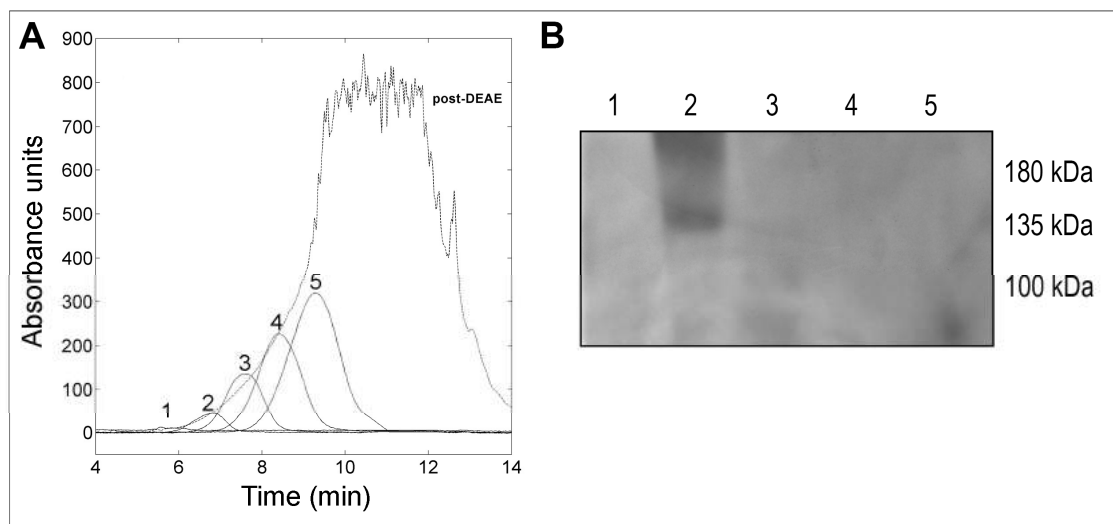 A
B
900
800
700
600
500
400
300
200
100
0
Absorbance units
post-DEAE
1
2
3
4
5
4 6 8 10 12 14
Time (min)
1 2 3 4 5
180 kDa
135 kDa
100 kDa